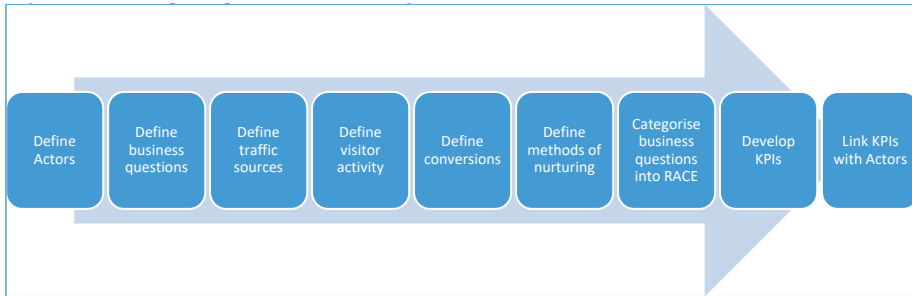 Define
Actors
Define
business
questions
Define
traffic
sources
Define
visitor
activity
Define
conversions
Define
methods of
nurturing
Categorise
business
questions
into RACE
Develop
KPIs
Link KPIs
with Actors